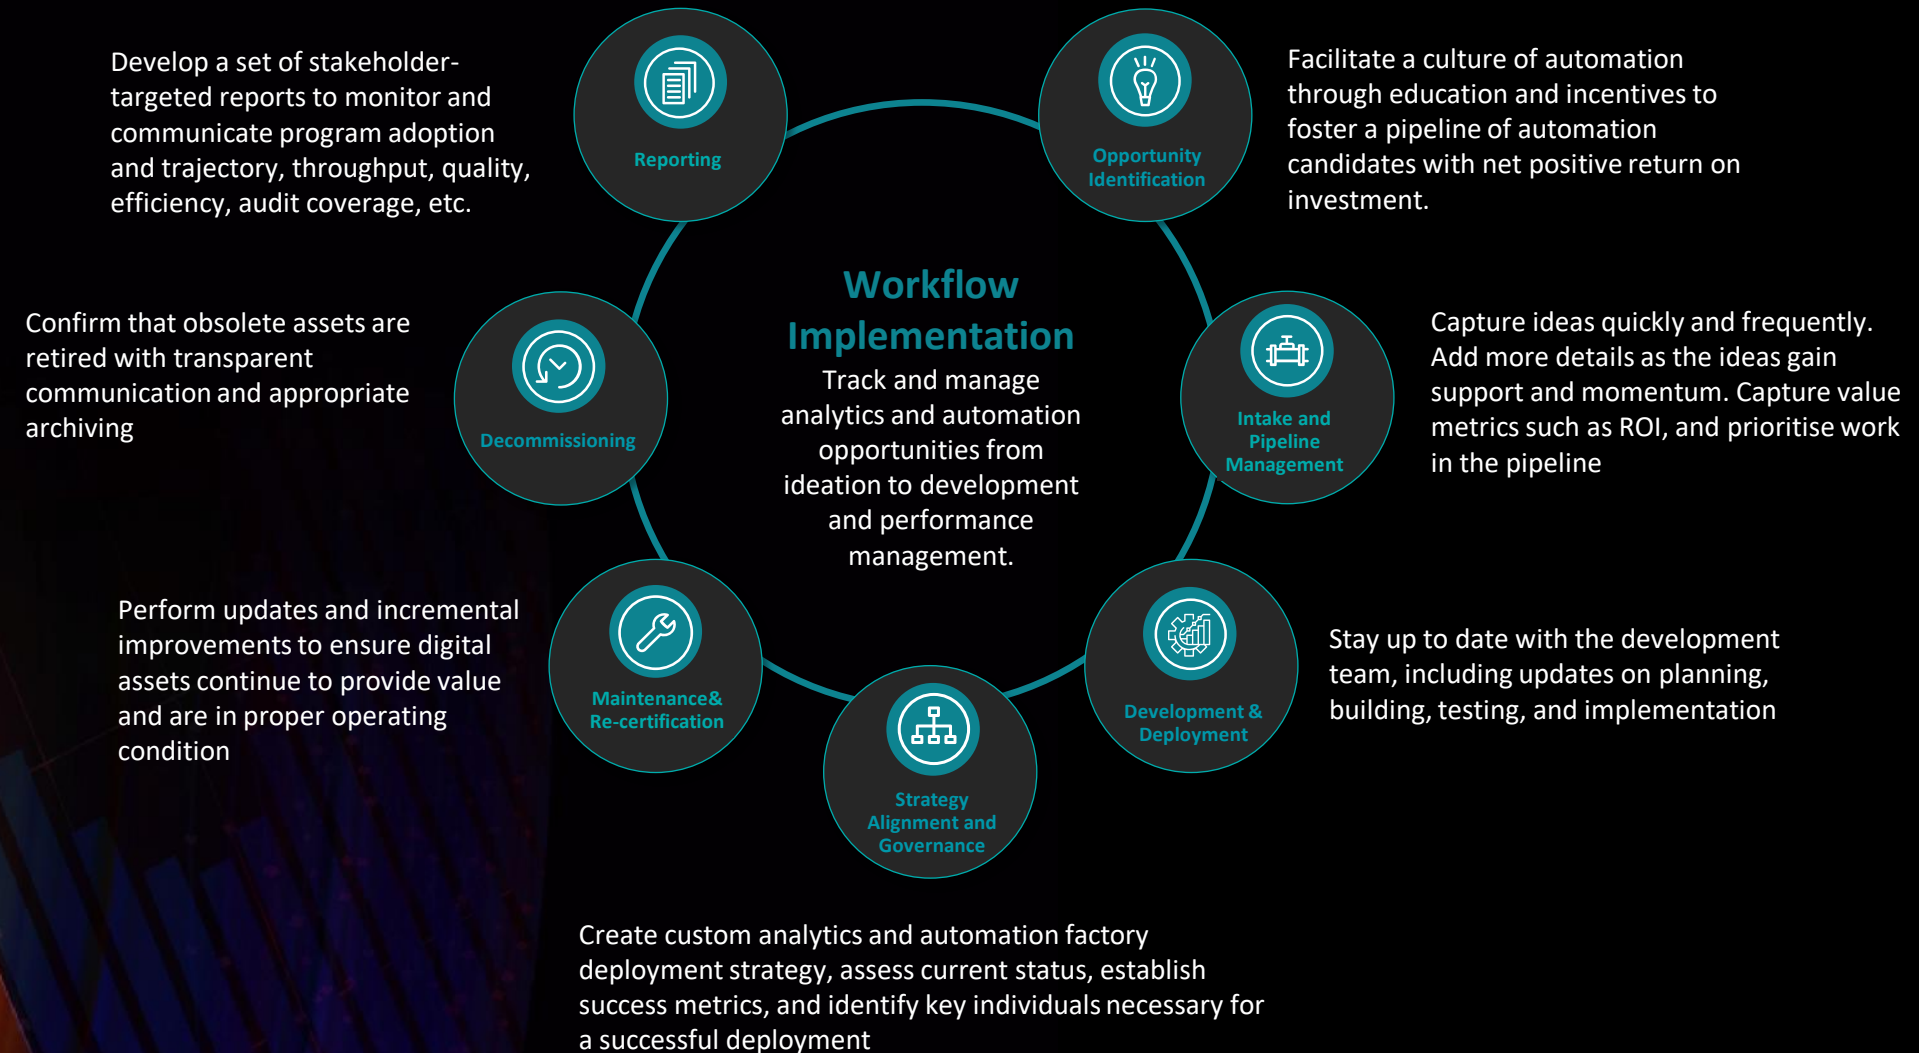 Develop a set of stakeholder-
targeted reports to monitor and
communicate program adoption
and trajectory, throughput, quality,
efficiency, audit coverage, etc.
Reporting
Opportunity
Identification
Facilitate a culture of automation
through education and incentives to
foster a pipeline of automation
candidates with net positive return on
investment.
Workflow
Implementation
Track and manage
analytics and automation
opportunities from
ideation to development
and performance
management.
Confirm that obsolete assets are
retired with transparent
communication and appropriate
archiving
Decommissioning
Intake and
Pipeline
Management
Capture ideas quickly and frequently.
Add more details as the ideas gain
support and momentum. Capture value
metrics such as ROI, and prioritise work
in the pipeline
Perform updates and incremental
improvements to ensure digital
assets continue to provide value
and are in proper operating
condition
Maintenance&
Re-certification
Development &
Deployment
Stay up to date with the development
team, including updates on planning,
building, testing, and implementation
Strategy
Alignment and
Governance
Create custom analytics and automation factory
deployment strategy, assess current status, establish
success metrics, and identify key individuals necessary for
a successful deployment